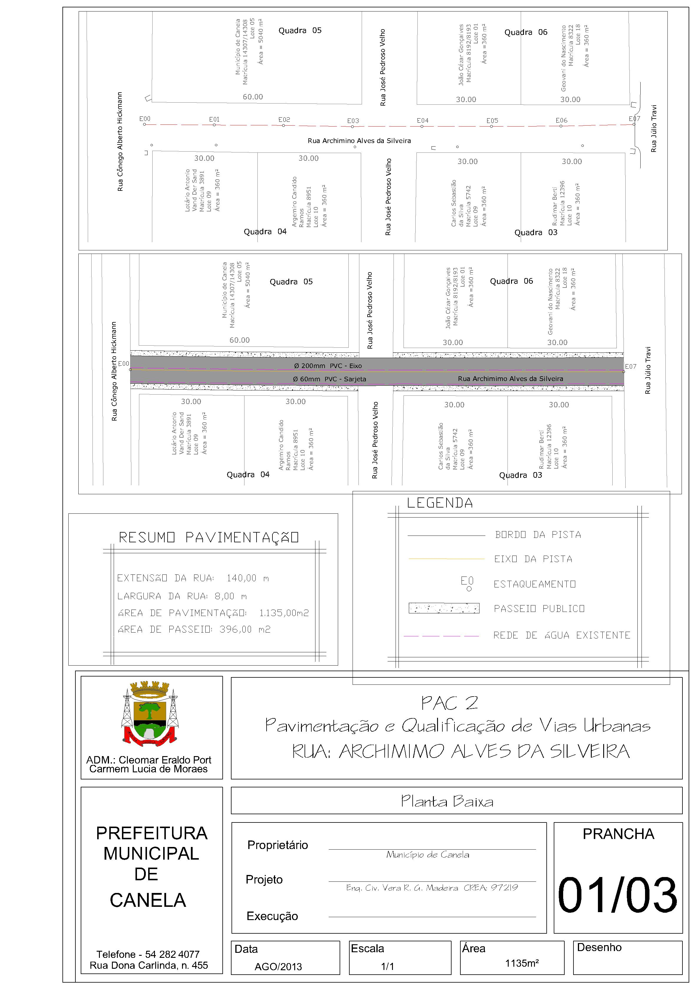 Município de Canela
Matrícula 14307/14308
Lote 05
Área = 5040 m²
Quadra  05
60.00
Rua José Pedroso Velho
João Cézar Gonçalves
Matrícula 8192/8193
Lote 01
Área =360 m²
Quadra  06
30.00
Geovani do Nascimento
Matrícula 8322
Lote 18
Área = 360 m²
30.00
Rua Cônego Alberto Hickmann
E00
E01
E02
E03
E04
E05
E06
E07
Rua Júlio Travi
Rua Archimino Alves da Silveira
30.00
Lotário Antonio
Vand Der Sand
Matrícula 3891
Lote 09
Área = 360 m²
30.00
Argemiro Candido
Ramos
Matrícula 8951
Lote 10
Área = 360 m²
Quadra  04
Rua José Pedroso Velho
30.00
Carlos Sebastião
da Silva
Matrícula 5742
Lote 09
Área =360 m²
30.00
Rudimar Berti
Matrícula 12396
Lote 10
Área = 360 m²
Quadra  03
Município de Canela
Matrícula 14307/14308
Lote 05
Área = 5040 m²
Quadra  05
60.00
Rua José Pedroso Velho
João Cézar Gonçalves
Matrícula 8192/8193
Lote 01
Área =360 m²
Quadra  06
30.00
Geovani do Nascimento
Matrícula 8322
Lote 18
Área = 360 m²
30.00
Rua Cônego Alberto Hickmann
E00
Ø 200mm  PVC - Eixo
E07
Ø 60mm  PVC - Sarjeta
Rua Archimimo Alves da Silveira
Rua Júlio Travi
30.00
Lotário Antonio
Vand Der Sand
Matrícula 3891
Lote 09
Área = 360 m²
30.00
Argemiro Candido
Ramos
Matrícula 8951
Lote 10
Área = 360 m²
Quadra  04
Rua José Pedroso Velho
30.00
Carlos Sebastião
da Silva
Matrícula 5742
Lote 09
Área =360 m²
30.00
Rudimar Berti
Matrícula 12396
Lote 10
Área = 360 m²
Quadra  03
RESUMO PAVIMENTAÇÃO
EXTENSÃO DA RUA:  140,00 m
LARGURA DA RUA: 8,00 m
áREA DE PAVIMENTAÇÃO:  1.135,00m2
áREA DE PASSEIO: 396,00 m2
LEGENDA
BORDO DA PISTA
EIXO DA PISTA
E0
ESTAQUEAMENTO
PASSEIO PUBLICO
REDE DE áGUA EXISTENTE
CANELA
TURISMO
ADM.: Cleomar Eraldo Port
Carmem Lucia de Moraes
PAC 2
Pavimentação e Qualificação de Vias Urbanas
RUA: ARCHIMIMO ALVES DA SILVEIRA
Planta Baixa
PREFEITURA
MUNICIPAL
DE
CANELA
Telefone - 54 282 4077
Rua Dona Carlinda, n. 455
Proprietário
Município de Canela
Projeto
Eng. Civ. Vera R. G. Madeira  CREA: 97219
Execução
PRANCHA
01/03
Data
AGO/2013
Escala
1/1
Área
1135m²
Desenho